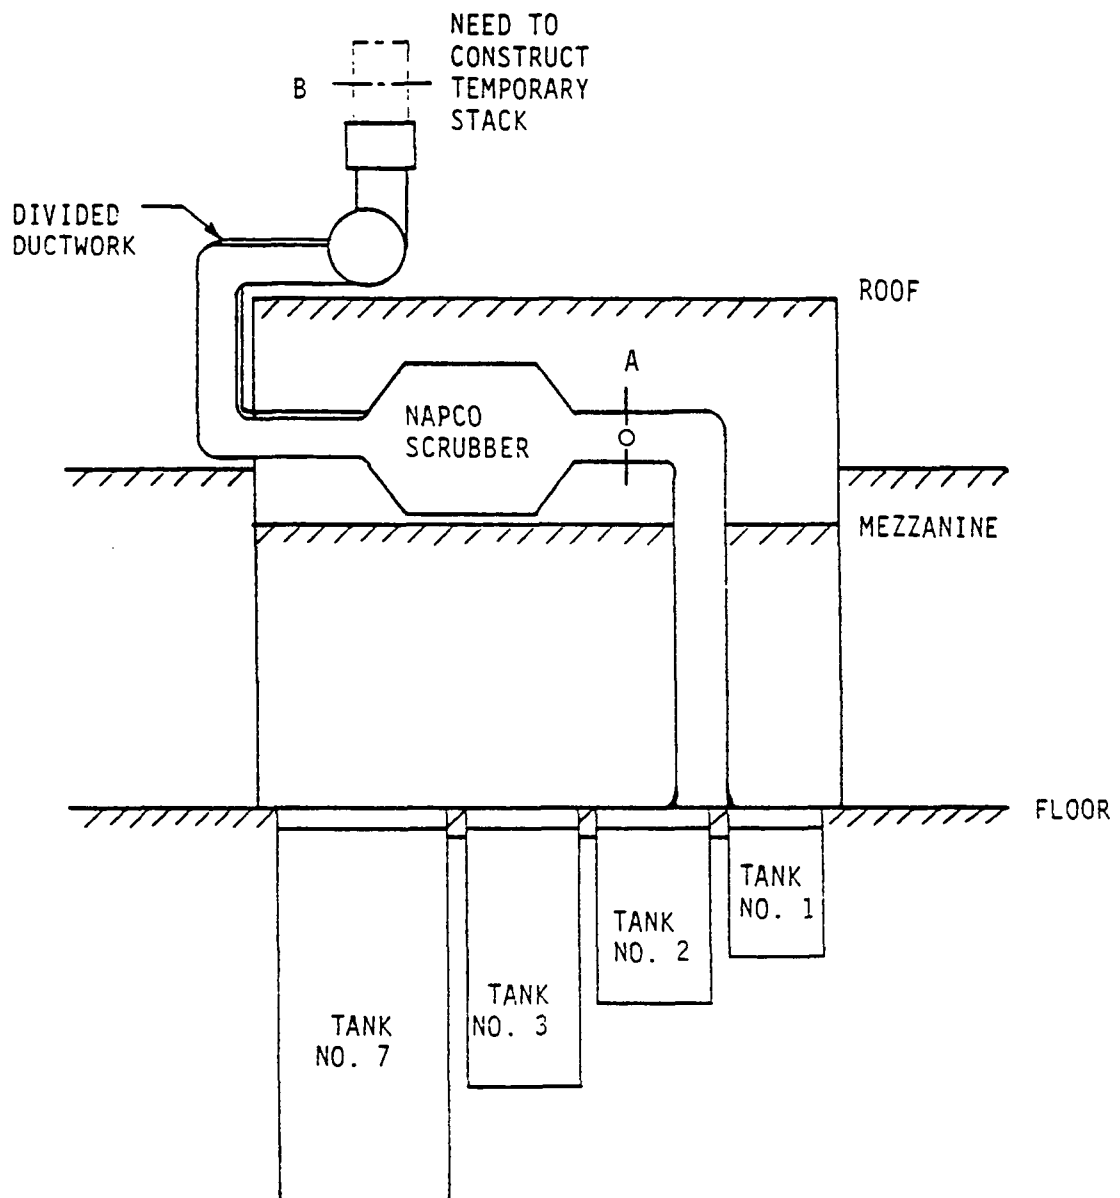 NEED TO
CONSTRUCT
TEMPORARY
STACK
B
DIVIDED
DUCTWORK
ROOF
A
NAPCO
SCRUBBER
MEZZANINE
FLOOR
TANK
NO. 1
TANK
NO. 2
TANK
NO. 3
TANK
NO. 7